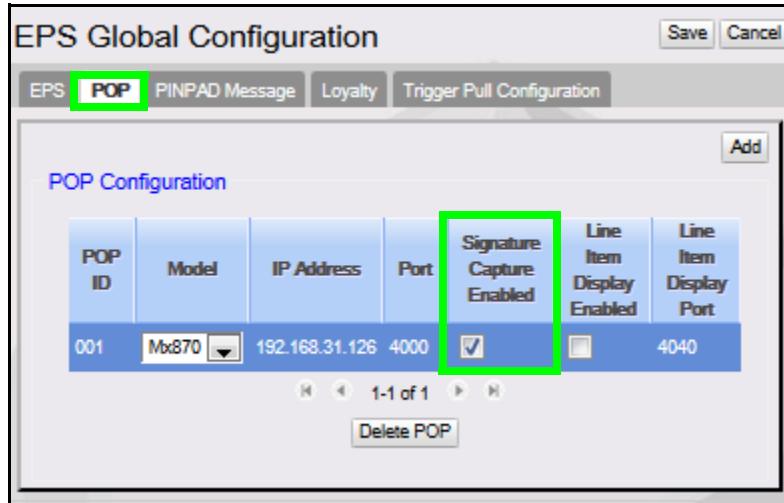 EPS Global Configuration
Save Cancel
EPS POP PINPAD Message Loyalty Trigger Pull Configuration
Add
POP Configuration
POP ID Model IP Address Port Signature Capture Enabled Line Item Display Enabled Line Item Display Port
001 Mx870 192.168.31.126 4000 4040
1-1 of 1
Delete POP